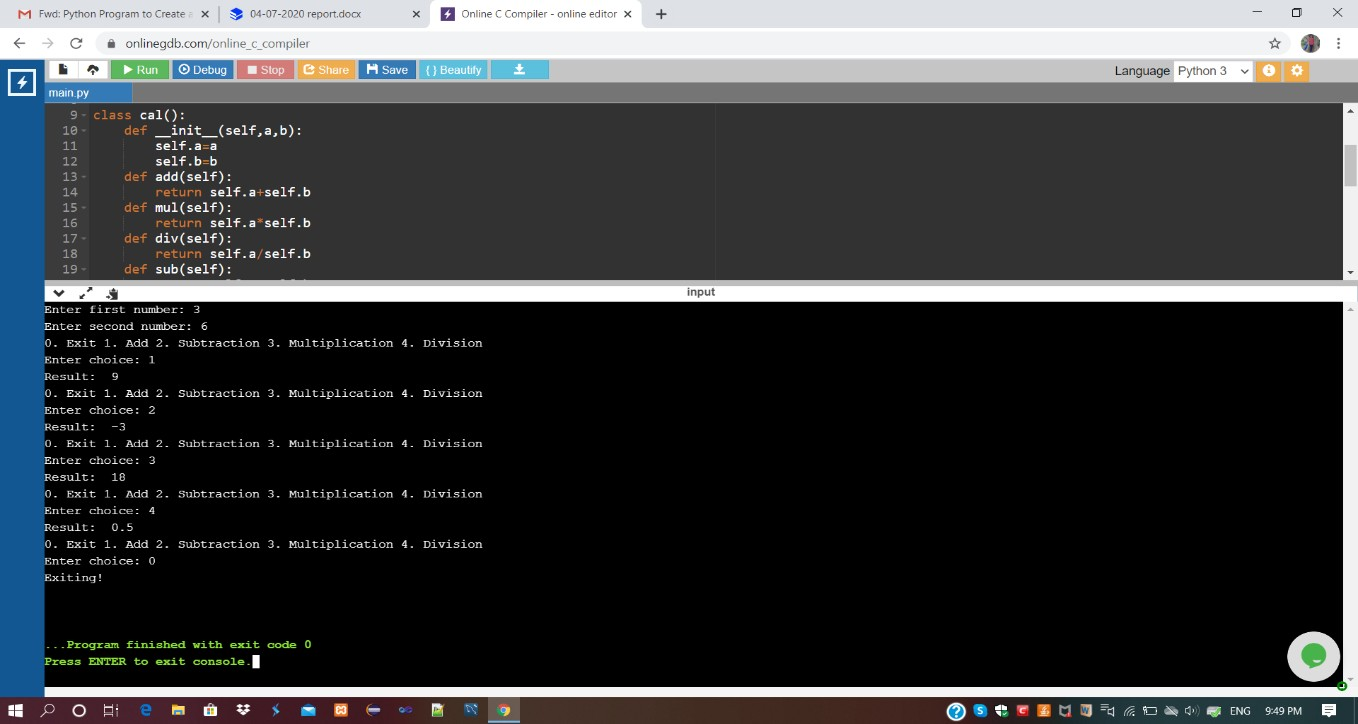 Fwd: Python Program to Create a
04-07-2020 report.docx
Online C Compiler - online editor
onlinegdb.com/online_c_compiler
Run Debug Stop Share Save { } Beautify
Language Python 3
main.py
9 class cal():
10 def __init__(self,a,b):
11 self.a=a
12 self.b=b
13 def add(self):
14 return self.a+self.b
15 def mul(self):
16 return self.a*self.b
17 def div(self):
18 return self.a/self.b
19 def sub(self):
input
Enter first number: 3
Enter second number: 6
0. Exit 1. Add 2. Subtraction 3. Multiplication 4. Division
Enter choice: 1
Result:  9
0. Exit 1. Add 2. Subtraction 3. Multiplication 4. Division
Enter choice: 2
Result:  -3
0. Exit 1. Add 2. Subtraction 3. Multiplication 4. Division
Enter choice: 3
Result:  18
0. Exit 1. Add 2. Subtraction 3. Multiplication 4. Division
Enter choice: 4
Result:  0.5
0. Exit 1. Add 2. Subtraction 3. Multiplication 4. Division
Enter choice: 0
Exiting!
...Program finished with exit code 0
Press ENTER to exit console.
ENG 9:49 PM